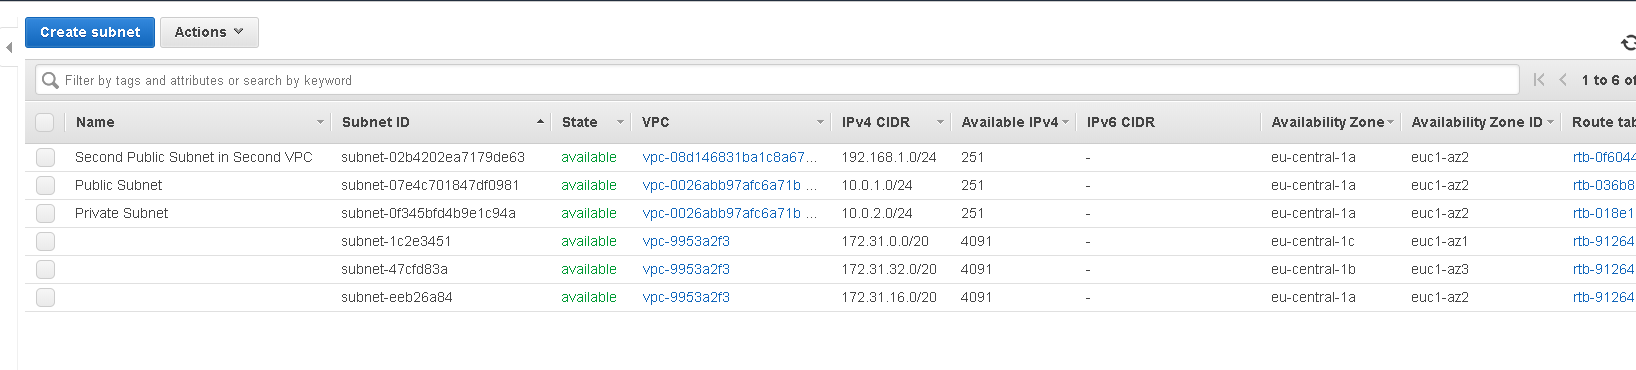 Create subnet Actions
Filter by tags and attributes or search by keyword 1 to 6 of
Name Subnet ID State VPC IPv4 CIDR Available IPv4 IPv6 CIDR Availability Zone Availability Zone ID Route tab
Second Public Subnet in Second VPC subnet-02b4202ea7179de63 available vpc-08d146831ba1c8a67... 192.168.1.0/24 251 - eu-central-1a euc1-az2 rtb-0f6044
Public Subnet subnet-07e4c701847df0981 available vpc-0026abb97afc6a71b ... 10.0.1.0/24 251 - eu-central-1a euc1-az2 rtb-036b8
Private Subnet subnet-0f345bfd4b9e1c94a available vpc-0026abb97afc6a71b ... 10.0.2.0/24 251 - eu-central-1a euc1-az2 rtb-018e1
subnet-1c2e3451 available vpc-9953a2f3 172.31.0.0/20 4091 - eu-central-1c euc1-az1 rtb-91264
subnet-47cfd83a available vpc-9953a2f3 172.31.32.0/20 4091 - eu-central-1b euc1-az3 rtb-91264
subnet-eeb26a84 available vpc-9953a2f3 172.31.16.0/20 4091 - eu-central-1a euc1-az2 rtb-91264